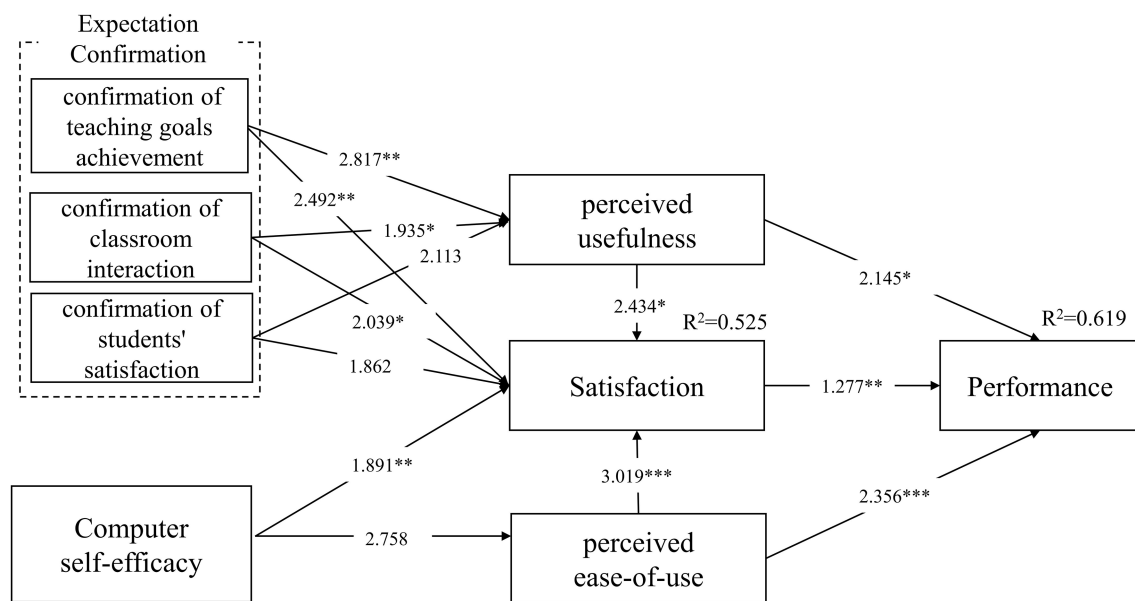 Expectation
Confirmation
confirmation of
teaching goals
achievement
confirmation of
classroom
interaction
confirmation of
students'
satisfaction
Computer
self-efficacy
2.817**
2.492**
1.935*
2.113
2.039*
1.862
1.891**
2.758
perceived
usefulness
2.434*
R²=0.525
Satisfaction
3.019***
perceived
ease-of-use
2.145*
1.277**
2.356***
R²=0.619
Performance